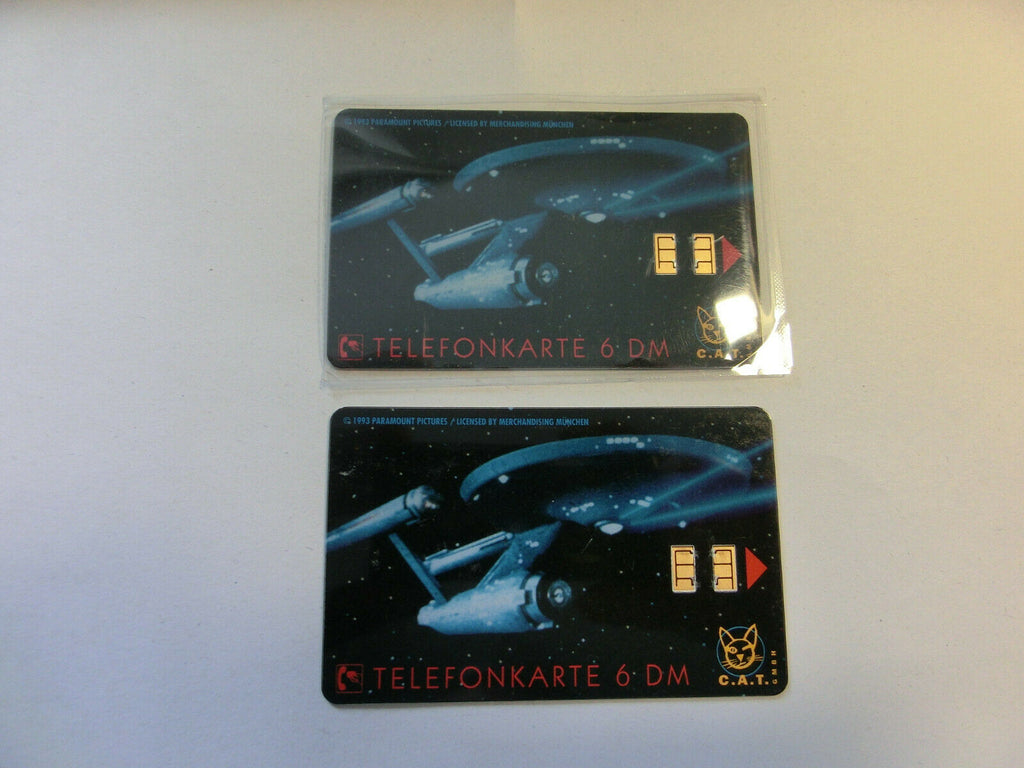 © 1993 PARAMOUNT PICTURES / LICENSED BY MERCHANDISING MÜNCHEN
TELEFONKARTE 6 DM
C.A.T.
© 1993 PARAMOUNT PICTURES / LICENSED BY MERCHANDISING MÜNCHEN
TELEFONKARTE 6 DM
C.A.T. GMBH